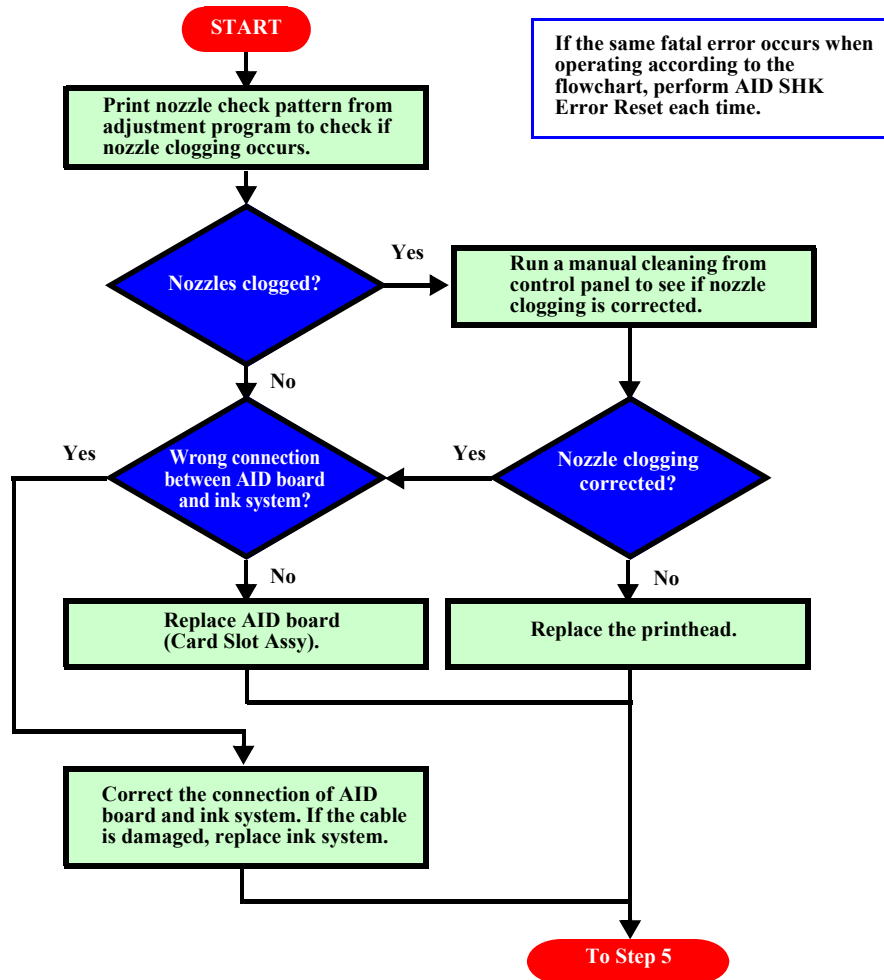 START
If the same fatal error occurs when
operating according to the
flowchart, perform AID SHK
Error Reset each time.
Print nozzle check pattern from
adjustment program to check if
nozzle clogging occurs.
Nozzles clogged?
Yes
Run a manual cleaning from
control panel to see if nozzle
clogging is corrected.
No
Yes
Wrong connection
between AID board
and ink system?
Yes
Nozzle clogging
corrected?
No
No
Replace AID board
(Card Slot Assy).
Replace the printhead.
Correct the connection of AID
board and ink system. If the cable
is damaged, replace ink system.
To Step 5